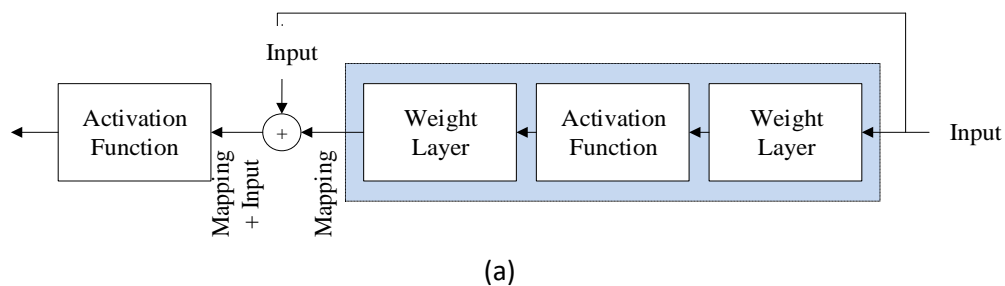 Input
Activation
Function
+
Weight
Layer
Activation
Function
Weight
Layer
Input
Mapping
+ Input
Mapping
(a)